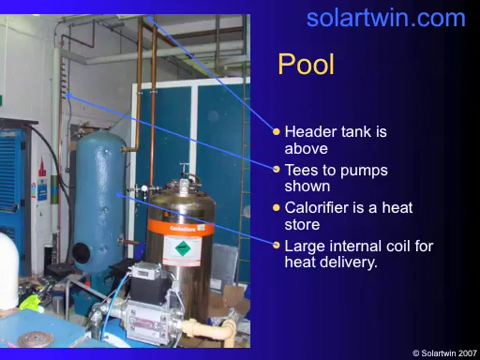 solartwin.com
Pool
Header tank is
above
Tees to pumps
shown
Calorifier is a heat
store
Large internal coil for
heat delivery.
© Solartwin 2007